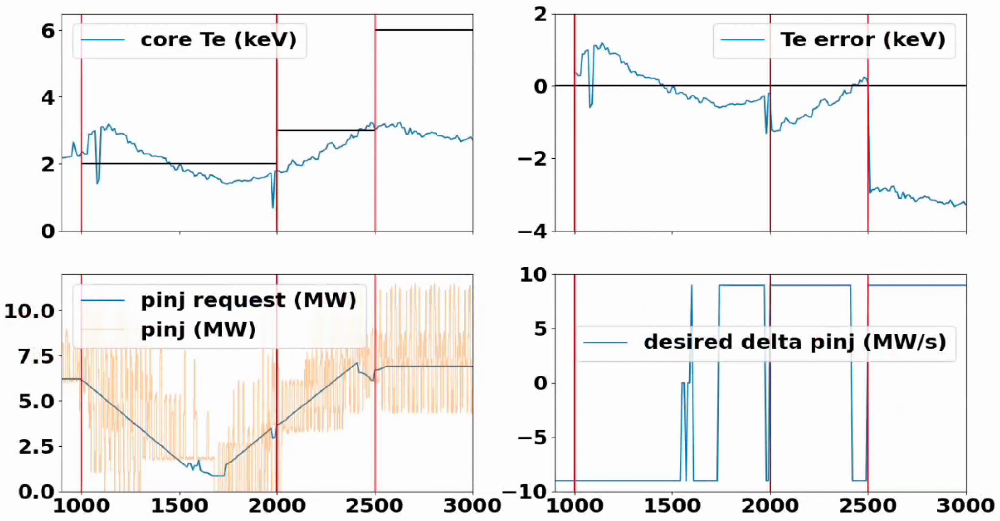 6
4
2
0
core Te (keV)
2
0
−2
−4
Te error (keV)
10.0
7.5
5.0
2.5
0.0
pinj request (MW)
pinj (MW)
1000 1500 2000 2500 3000
10
5
0
−5
−10
desired delta pinj (MW/s)
1000 1500 2000 2500 3000